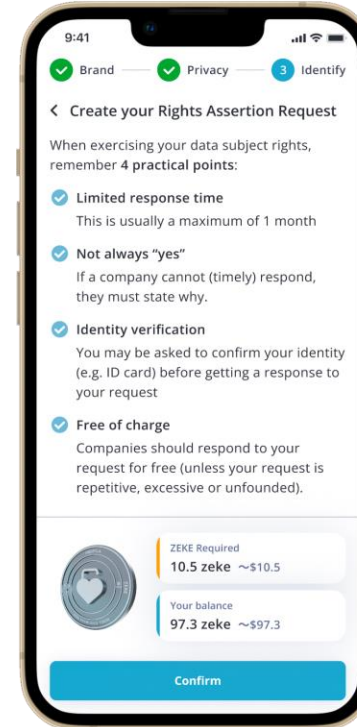 9:41
Brand
Privacy
3 Identify
< Create your Rights Assertion Request
When exercising your data subject rights,
remember 4 practical points:
Limited response time
This is usually a maximum of 1 month
Not always “yes”
If a company cannot (timely) respond,
they must state why.
Identity verification
You may be asked to confirm your identity
(e.g. ID card) before getting a response to
your request
Free of charge
Companies should respond to your
request for free (unless your request is
repetitive, excessive or unfounded).
ZEKE Required
10.5 zeke ~$10.5
Your balance
97.3 zeke ~$97.3
Confirm